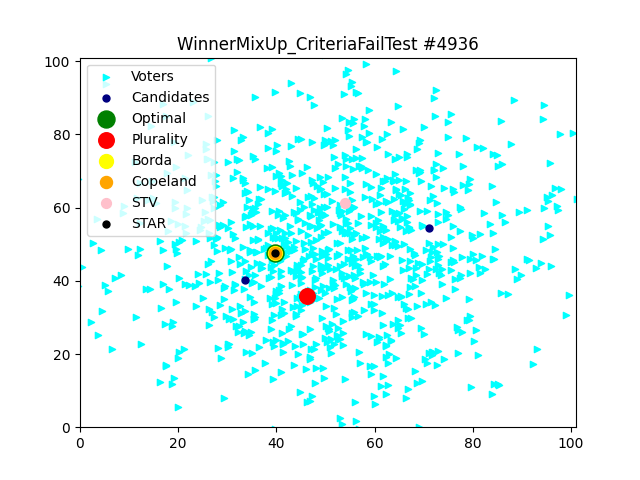 WinnerMixUp_CriteriaFailTest #4936
100
80
60
40
20
0
Voters
Candidates
Optimal
Plurality
Borda
Copeland
STV
STAR
0 20 40 60 80 100